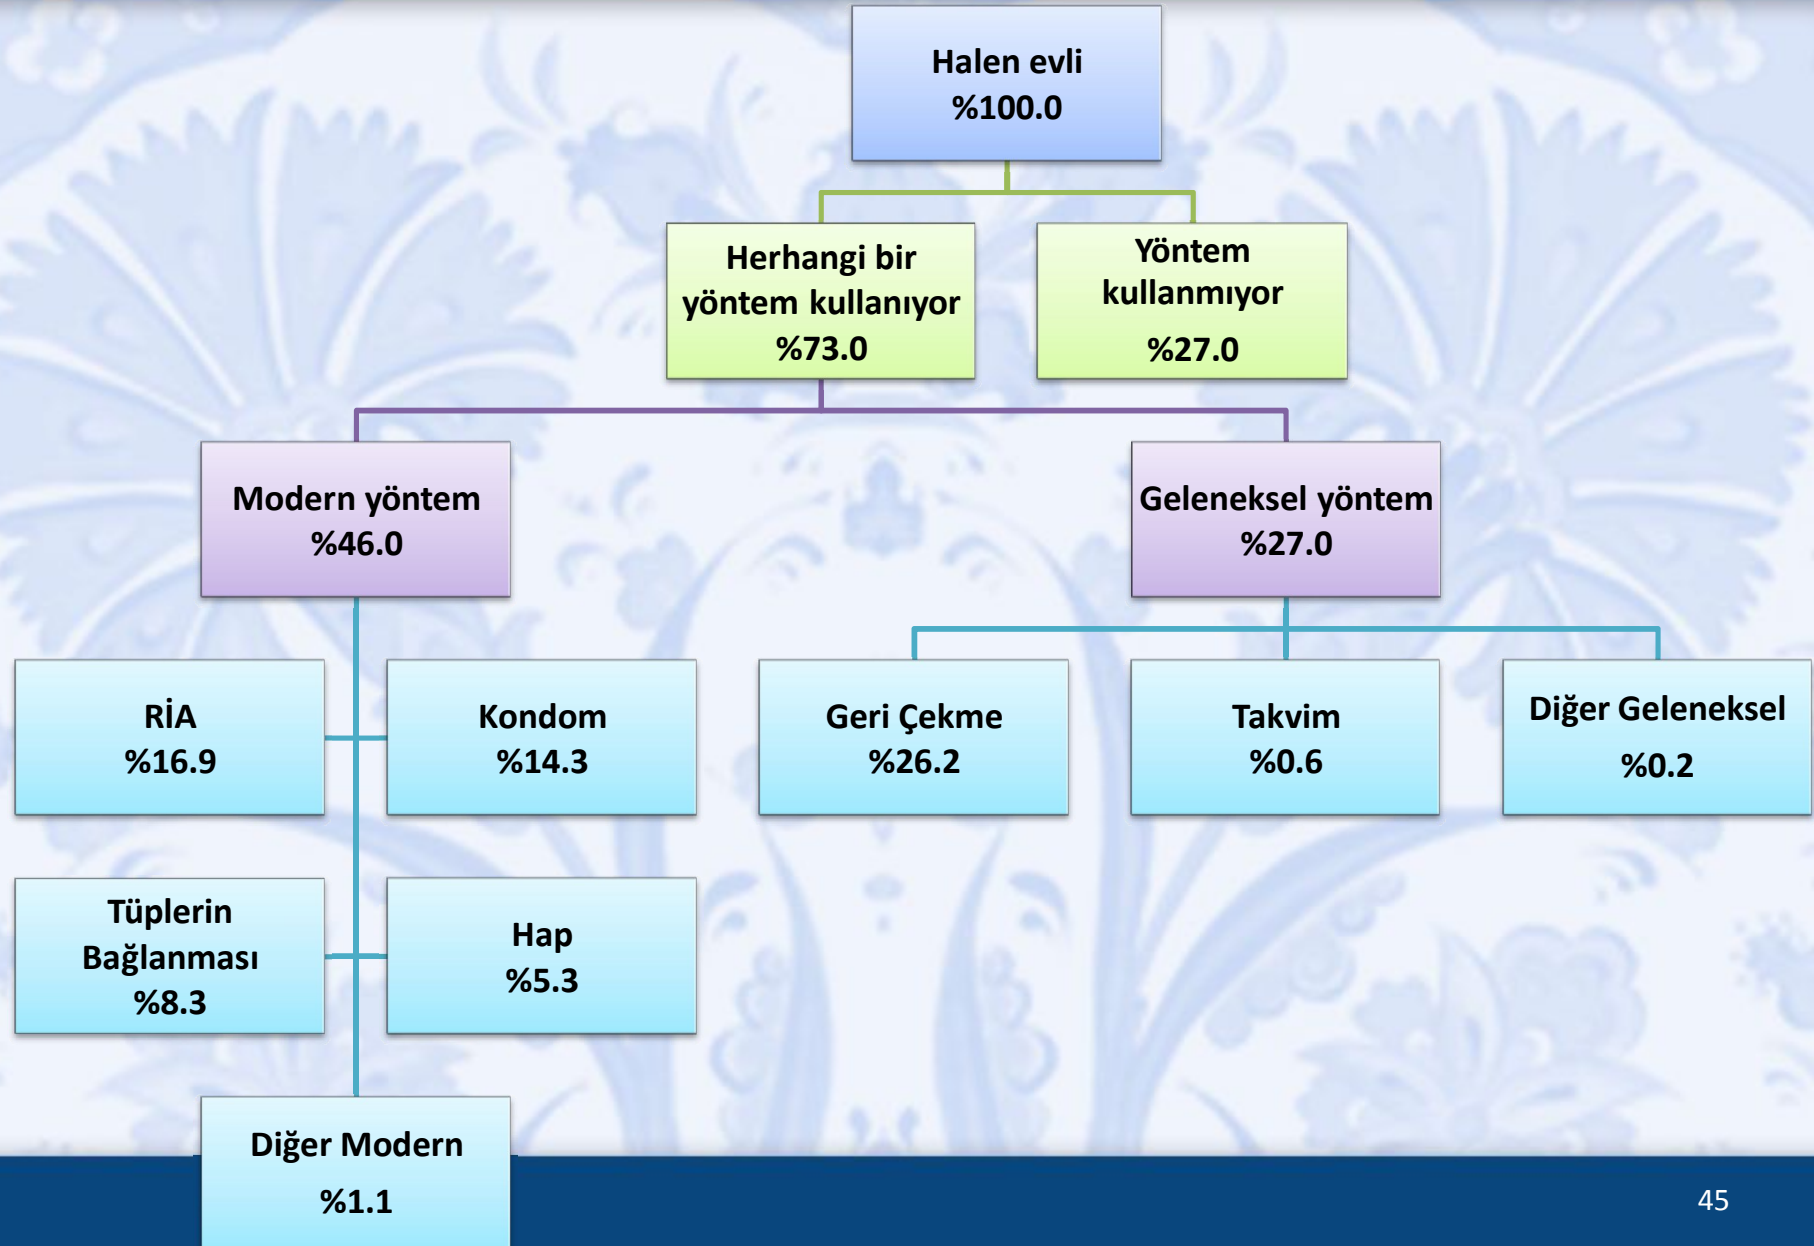 Halen evli
%100.0
Herhangi bir
yöntem kullanıyor
%73.0
Yöntem
kullanmıyor
%27.0
Modern yöntem
%46.0
Geleneksel yöntem
%27.0
RİA
%16.9
Kondom
%14.3
Geri Çekme
%26.2
Takvim
%0.6
Diğer Geleneksel
%0.2
Tüplerin
Bağlanması
%8.3
Hap
%5.3
Diğer Modern
%1.1
45